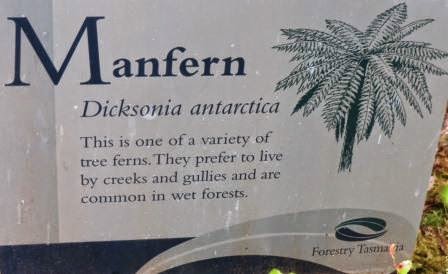 Manfern
Dicksonia antarctica
This is one of a variety of
tree ferns. They prefer to live
by creeks and gullies and are
common in wet forests.
Forestry Tasmania